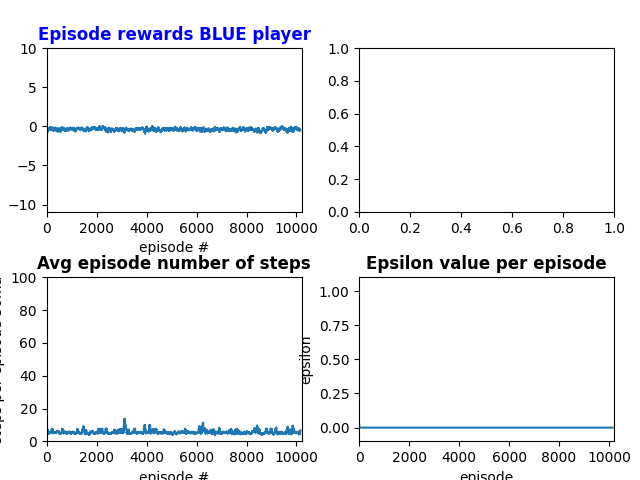 Episode rewards BLUE player
10
5
0
−5
−10
0 2000 4000 6000 8000 10000
episode #
1.0
0.8
0.6
0.4
0.2
0.0
0.0 0.2 0.4 0.6 0.8 1.0
Avg episode number of steps
100
80
60
40
20
0
0 2000 4000 6000 8000 10000
episode #
Epsilon value per episode
epsilon
1.00
0.75
0.50
0.25
0.00
0 2000 4000 6000 8000 10000
episode